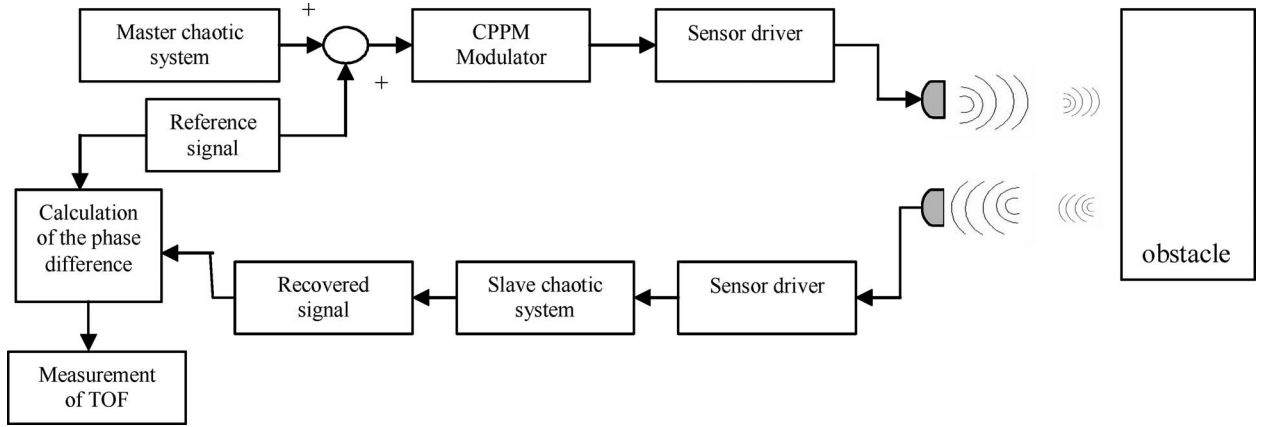 Master chaotic
system
+
+
CPPM
Modulator
Sensor driver
Reference
signal
Calculation
of the phase
difference
Recovered
signal
Slave chaotic
system
Sensor driver
obstacle
Measurement
of TOF